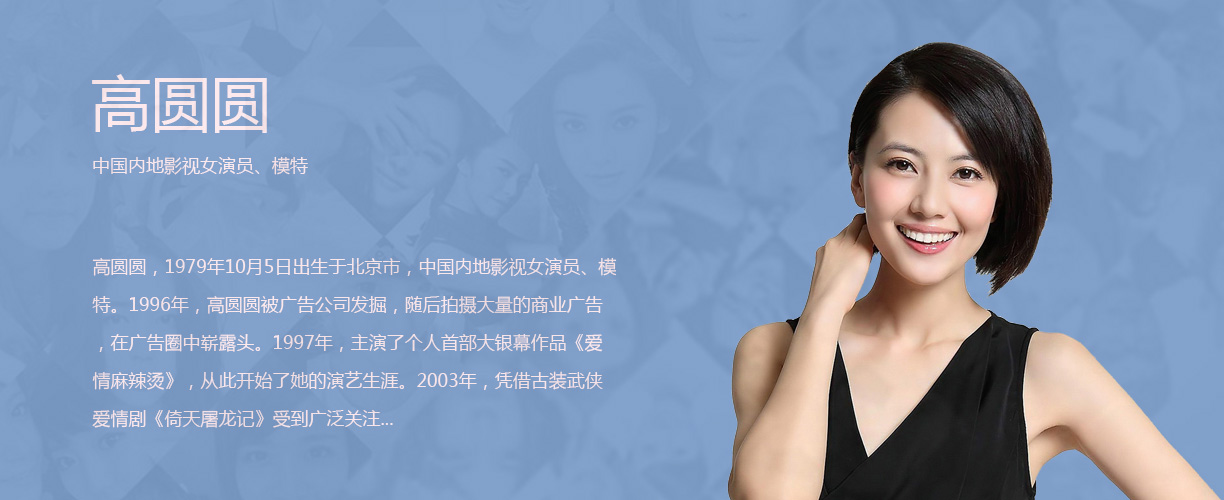 高圆圆
中国内地影视女演员、模特
高圆圆，1979年10月5日出生于北京市，中国内地影视女演员、模
特。1996年，高圆圆被广告公司发掘，随后拍摄大量的商业广告
，在广告圈中崭露头。1997年，主演了个人首部大银幕作品《爱
情麻辣烫》，从此开始了她的演艺生涯。2003年，凭借古装武侠
爱情剧《倚天屠龙记》受到广泛关注...